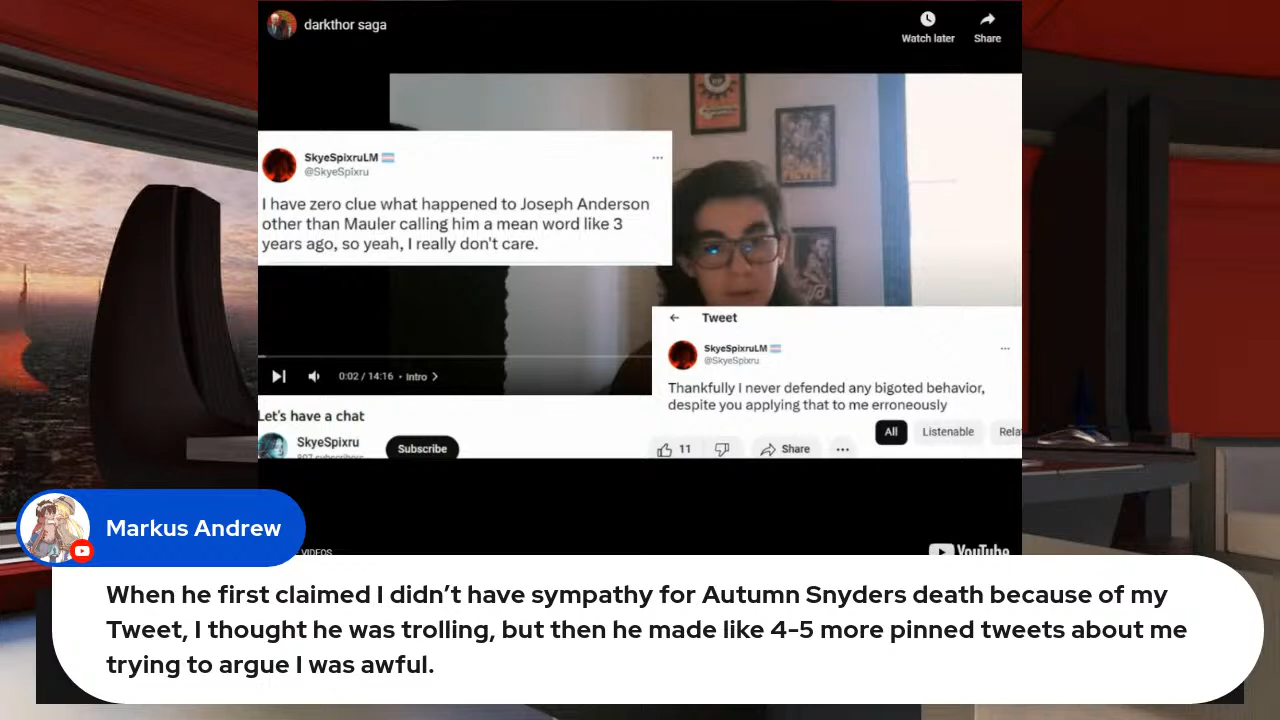 darkthor saga
Watch later
Share
SkyeSpixruLM
@SkyeSpixru
I have zero clue what happened to Joseph Anderson
other than Mauler calling him a mean word like 3
years ago, so yeah, I really don't care.
Tweet
SkyeSpixruLM
@SkyeSpixru
Thankfully I never defended any bigoted behavior,
despite you applying that to me erroneously
0:02 / 14:16 • Intro
Let's have a chat
SkyeSpixru
807 subscribers
Subscribe
All
Listenable
Rela
11
Share
VIDEOS
YouTube
Markus Andrew
When he first claimed I didn’t have sympathy for Autumn Snyders death because of my
Tweet, I thought he was trolling, but then he made like 4-5 more pinned tweets about me
trying to argue I was awful.